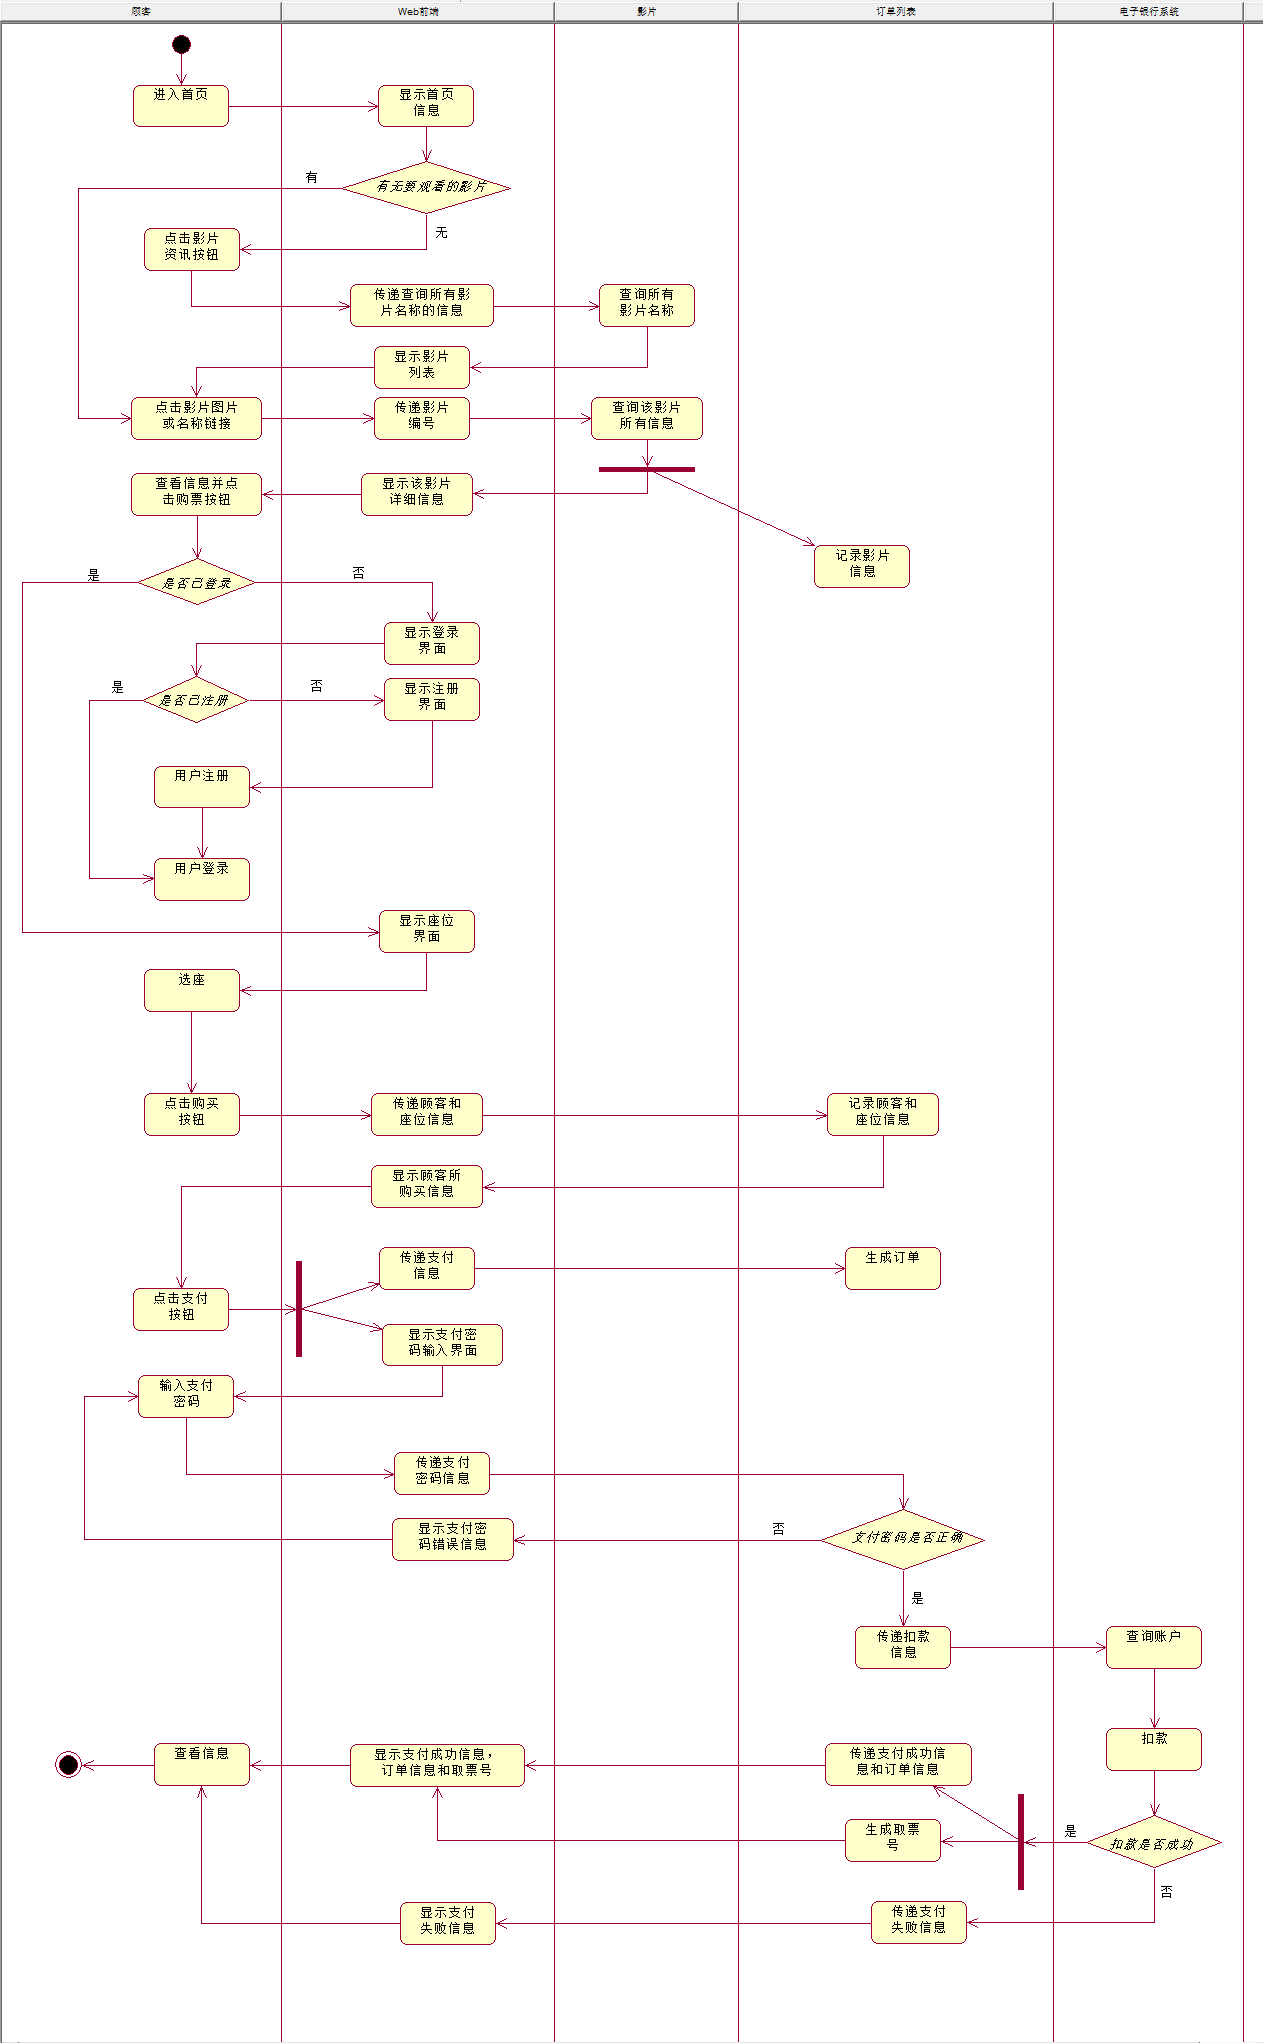 顾客
Web前端
影片
订单列表
电子银行系统
进入首页
显示首页
信息
有无要观看的影片
有
无
点击影片
资讯按钮
传递查询所有影
片名称的信息
查询所有
影片名称
显示影片
列表
点击影片图片
或名称链接
传递影片
编号
查询该影片
所有信息
查看信息并点
击购票按钮
显示该影片
详细信息
记录影片
信息
是否已登录
是
否
显示登录
界面
是否已注册
是
否
显示注册
界面
用户注册
用户登录
显示座位
界面
选座
点击购买
按钮
传递顾客和
座位信息
记录顾客和
座位信息
显示顾客所
购买信息
传递支付
信息
生成订单
点击支付
按钮
显示支付密
码输入界面
输入支付
密码
传递支付
密码信息
显示支付密
码错误信息
否
支付密码是否正确
是
传递扣款
信息
查询账户
扣款
查看信息
显示支付成功信息，
订单信息和取票号
传递支付成功信
息和订单信息
生成取票
号
是
扣款是否成功
否
显示支付
失败信息
传递支付
失败信息